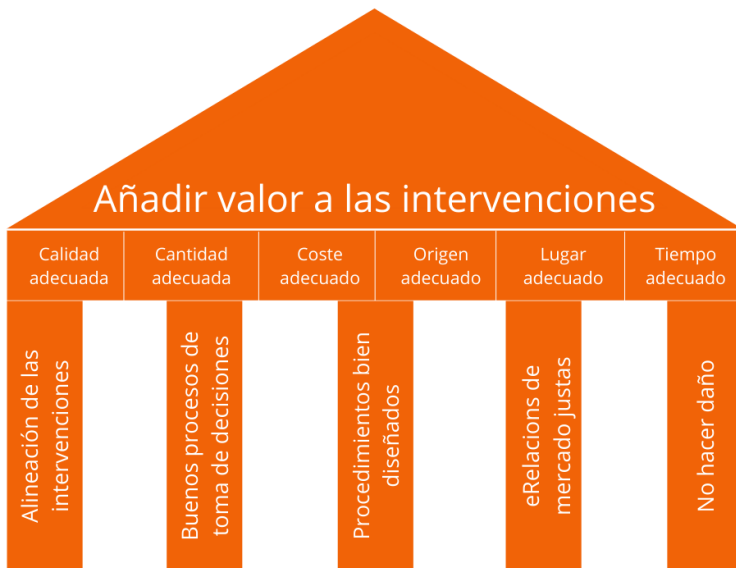 Añadir valor a las intervenciones
Calidad
adecuada
Cantidad
adecuada
Coste
adecuado
Origen
adecuado
Lugar
adecuado
Tiempo
adecuado
Alineación de las
intervenciones
Buenos procesos de
toma de decisiones
Procedimientos bien
diseñados
eRelacions de
mercado justas
No hacer daño